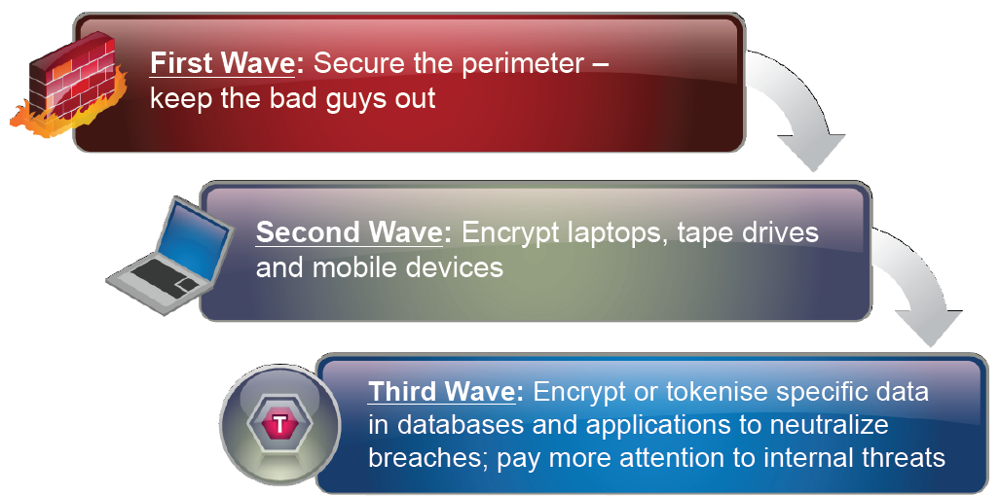 First Wave: Secure the perimeter –
keep the bad guys out
Second Wave: Encrypt laptops, tape drives
and mobile devices
T
Third Wave: Encrypt or tokenise specific data
in databases and applications to neutralize
breaches; pay more attention to internal threats